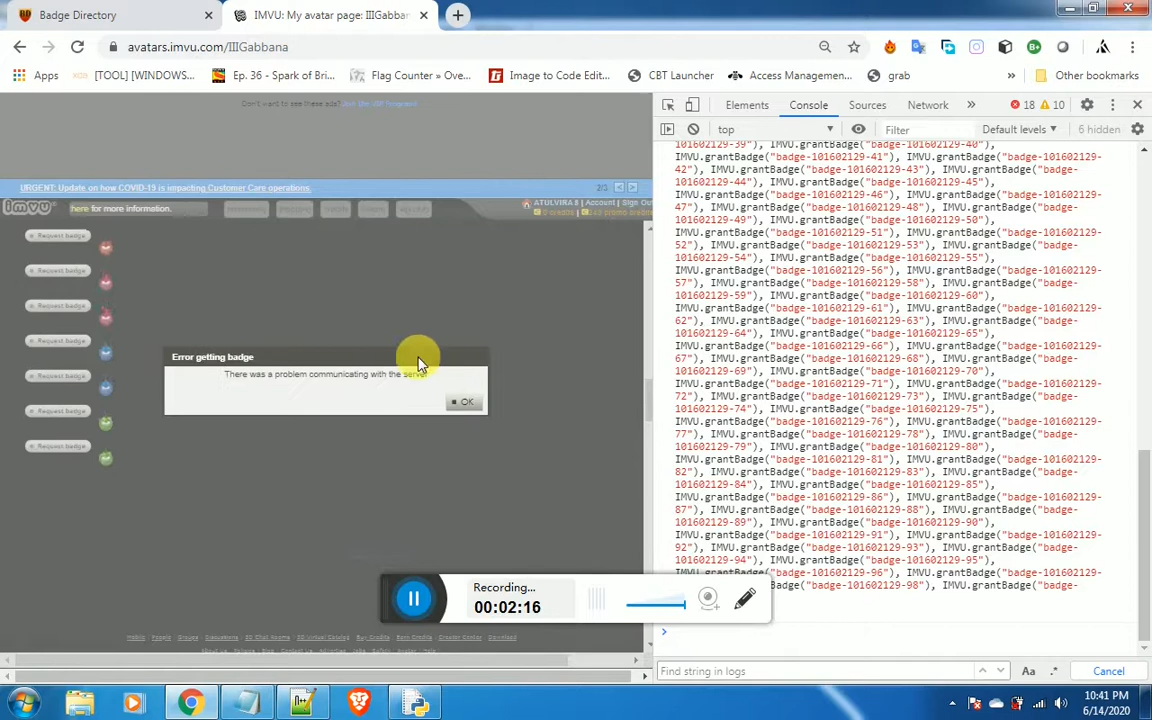 Badge Directory
IMVU: My avatar page: IIIGabban
avatars.imvu.com/IIIGabbana
Apps
[TOOL] [WINDOWS...
Ep. 36 - Spark of Bri...
Flag Counter » Ove...
Image to Code Edit...
CBT Launcher
Access Managemen...
grab
»
Other bookmarks
Don't want to see these ads?
URGENT: Update on how COVID-19 is impacting Customer Care operations.
2/3
imvu
here for more information.
ATULVIRA8 | Account | Sign Out
Request badge
Request badge
Request badge
Request badge
Request badge
Request badge
Request badge
Error getting badge
There was a problem communicating with the server
OK
Elements
Console
Sources
Network
»
18
10
top
Filter
Default levels
6 hidden
101602129-39"), IMVU.grantBadge("badge-101602129-40"),
IMVU.grantBadge("badge-101602129-41"), IMVU.grantBadge("badge-101602129-
42"), IMVU.grantBadge("badge-101602129-43"),
IMVU.grantBadge("badge-101602129-44"), IMVU.grantBadge("badge-101602129-
45"), IMVU.grantBadge("badge-101602129-46"), IMVU.grantBadge("badge-101602129-
47"), IMVU.grantBadge("badge-101602129-48"),
IMVU.grantBadge("badge-101602129-49"), IMVU.grantBadge("badge-101602129-50"),
IMVU.grantBadge("badge-101602129-51"), IMVU.grantBadge("badge-101602129-
52"), IMVU.grantBadge("badge-101602129-53"),
IMVU.grantBadge("badge-101602129-54"), IMVU.grantBadge("badge-101602129-55"),
IMVU.grantBadge("badge-101602129-56"), IMVU.grantBadge("badge-101602129-
57"), IMVU.grantBadge("badge-101602129-58"),
IMVU.grantBadge("badge-101602129-59"), IMVU.grantBadge("badge-101602129-60"),
IMVU.grantBadge("badge-101602129-61"), IMVU.grantBadge("badge-101602129-
62"), IMVU.grantBadge("badge-101602129-63"),
IMVU.grantBadge("badge-101602129-64"), IMVU.grantBadge("badge-101602129-65"),
IMVU.grantBadge("badge-101602129-66"), IMVU.grantBadge("badge-101602129-
67"), IMVU.grantBadge("badge-101602129-68"),
IMVU.grantBadge("badge-101602129-69"), IMVU.grantBadge("badge-101602129-70"),
IMVU.grantBadge("badge-101602129-71"), IMVU.grantBadge("badge-101602129-
72"), IMVU.grantBadge("badge-101602129-73"),
IMVU.grantBadge("badge-101602129-74"), IMVU.grantBadge("badge-101602129-75"),
IMVU.grantBadge("badge-101602129-76"), IMVU.grantBadge("badge-101602129-
77"), IMVU.grantBadge("badge-101602129-78"),
IMVU.grantBadge("badge-101602129-79"), IMVU.grantBadge("badge-101602129-80"),
IMVU.grantBadge("badge-101602129-81"), IMVU.grantBadge("badge-101602129-
82"), IMVU.grantBadge("badge-101602129-83"),
IMVU.grantBadge("badge-101602129-84"), IMVU.grantBadge("badge-101602129-85"),
IMVU.grantBadge("badge-101602129-86"), IMVU.grantBadge("badge-101602129-
87"), IMVU.grantBadge("badge-101602129-88"),
IMVU.grantBadge("badge-101602129-89"), IMVU.grantBadge("badge-101602129-90"),
IMVU.grantBadge("badge-101602129-91"), IMVU.grantBadge("badge-101602129-
92"), IMVU.grantBadge("badge-101602129-93"),
IMVU.grantBadge("badge-101602129-94"), IMVU.grantBadge("badge-101602129-95"),
IMVU.grantBadge("badge-101602129-96"), IMVU.grantBadge("badge-101602129-
97"), IMVU.grantBadge("badge-101602129-98"), IMVU.grantBadge("badge-
Recording...
00:02:16
Find string in logs
Aa
.*
Cancel
10:41 PM
6/14/2020